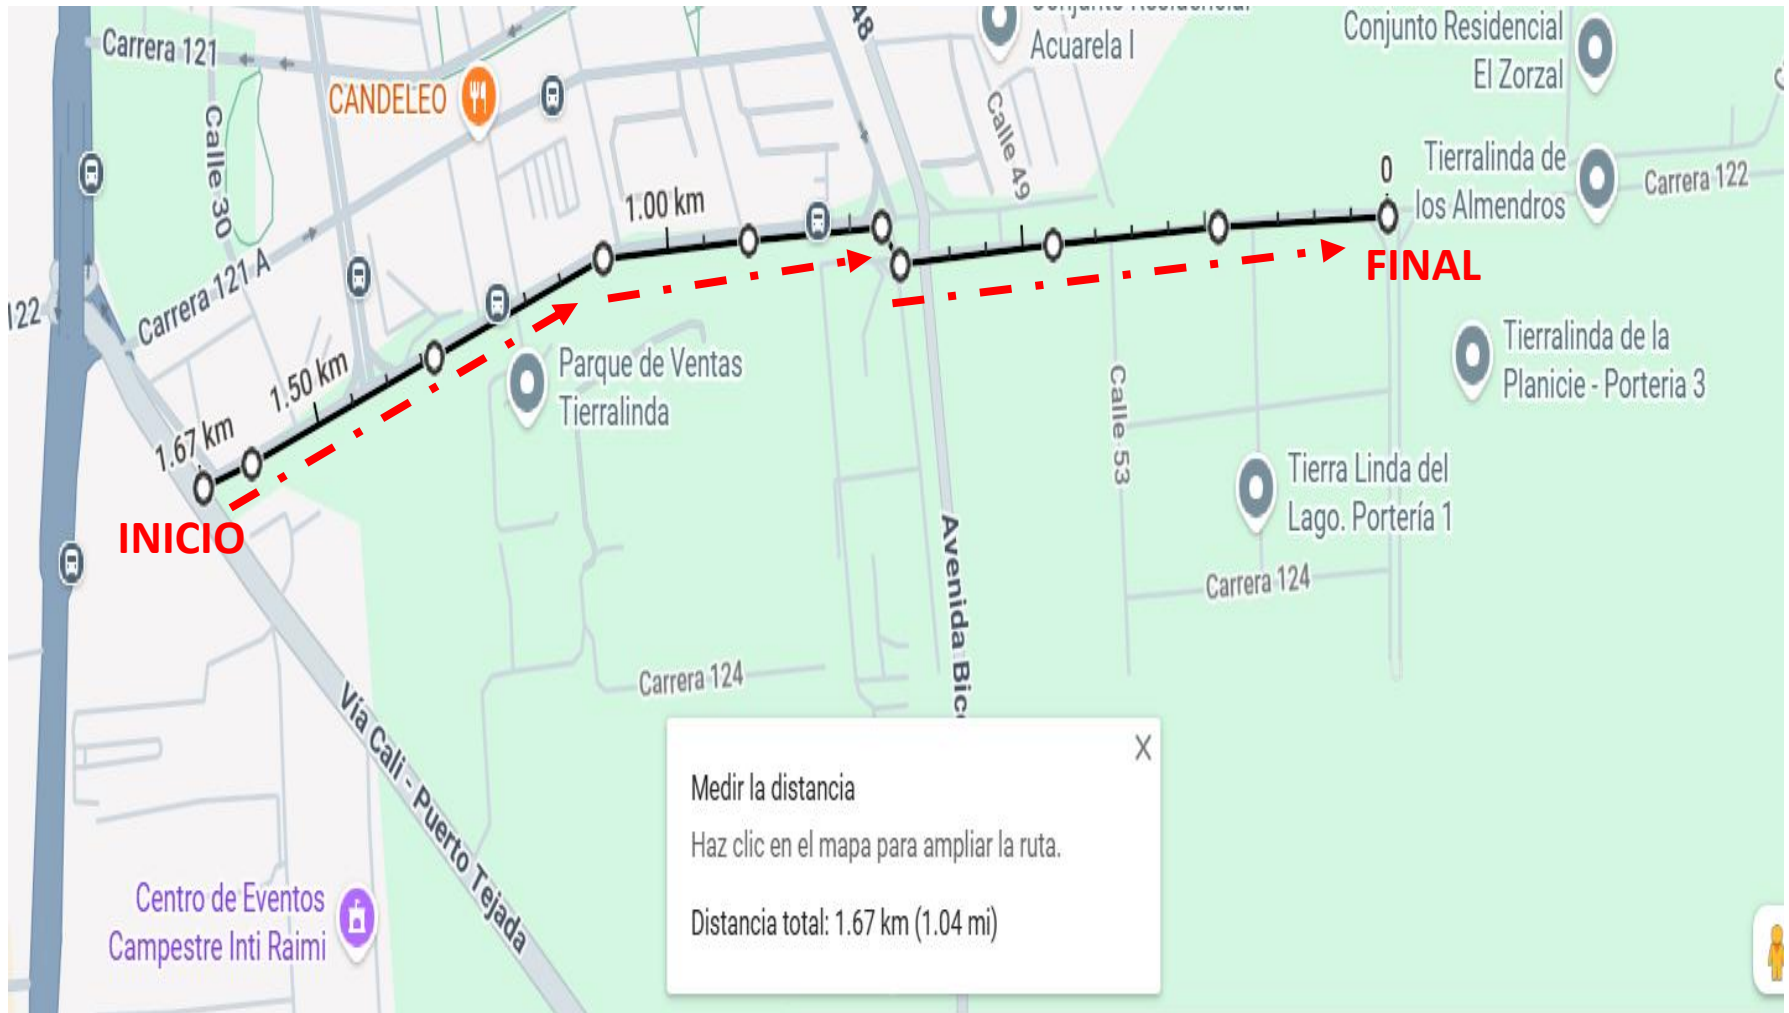 Carrera 121
CANDELEO
Calle 30
48
Acuarela I
Conjunto Residencial
El Zorzal
Calle 49
Tierralinda de
los Almendros
Carrera 122
0
1.00 km
FINAL
122
Carrera 121 A
Parque de Ventas
Tierralinda
Calle 53
Tierralinda de la
Planicie - Porteria 3
1.50 km
1.67 km
INICIO
Tierra Linda del
Lago. Portería 1
Carrera 124
Carrera 124
Vía Cali - Puerto Tejada
Centro de Eventos
Campestre Inti Raimi
Avenida Bic
X
Medir la distancia
Haz clic en el mapa para ampliar la ruta.
Distancia total: 1.67 km (1.04 mi)